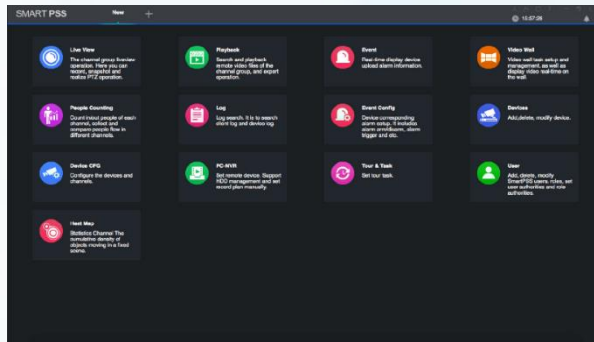 SMART PSS
View
+
15:57:26
Live View
The channel group liveview
operation. Here you can
record, snapshot and
realize PTZ operation.
Playback
Search and playback
remote video files of the
channel group, and export
operation.
Event
Real-time display device
upload alarm information.
Video Wall
Video wall task setup and
management, as well as
display video real-time on
the wall.
People Counting
Count in/out people of each
channel, collect and
compare people flow in
different channels.
Log
Log search. It is to search
client log and device log.
Event Config
Device corresponding
alarm setup. It includes
alarm arm/disarm, alarm
trigger and etc.
Devices
Add,delete, modify device.
Device CFG
Configure the devices and
channels.
PC-NVR
Set remote device. Support
HDD management and set
record plan manually.
Tour & Task
Set tour task.
User
Add, delete, modify
SmartPSS users, roles, set
user authorities and role
authorities.
Heat Map
Statistics Channel The
cumulative density of
objects moving in a fixed
scene.